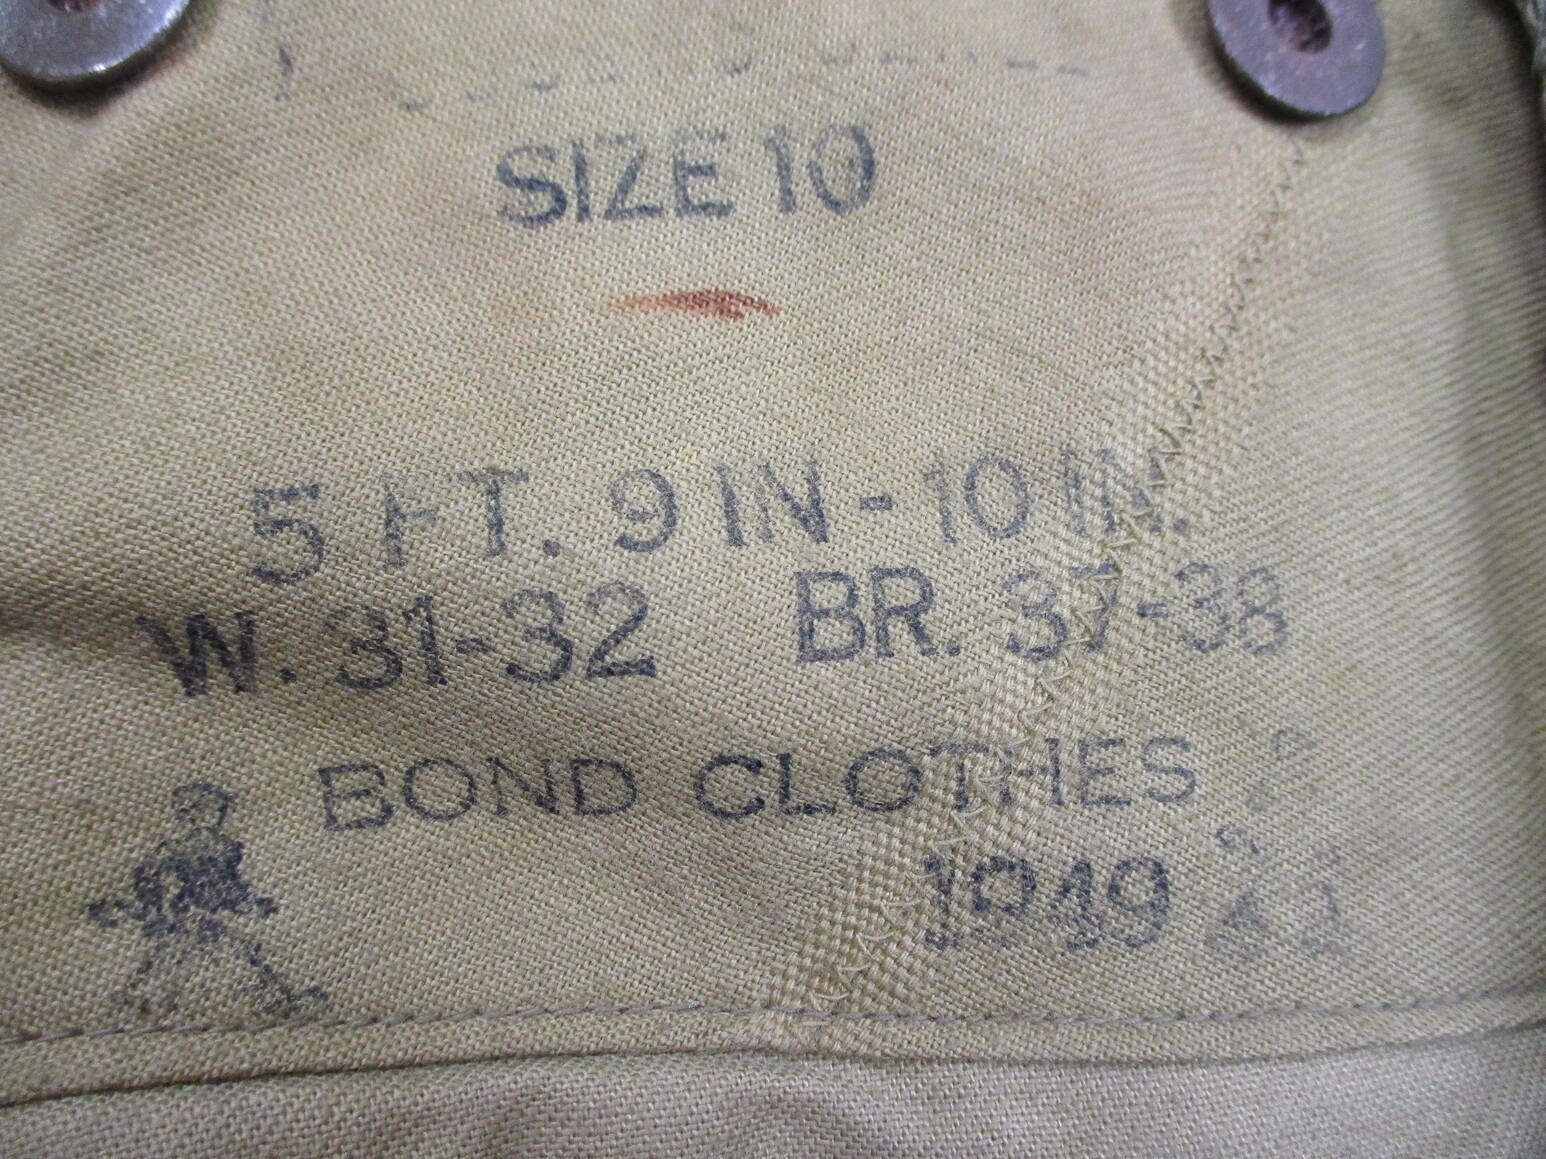 SIZE 10
5 FT. 9 IN - 10 IN.
W. 31-32 BR. 37-38
BOND CLOTHES
1949